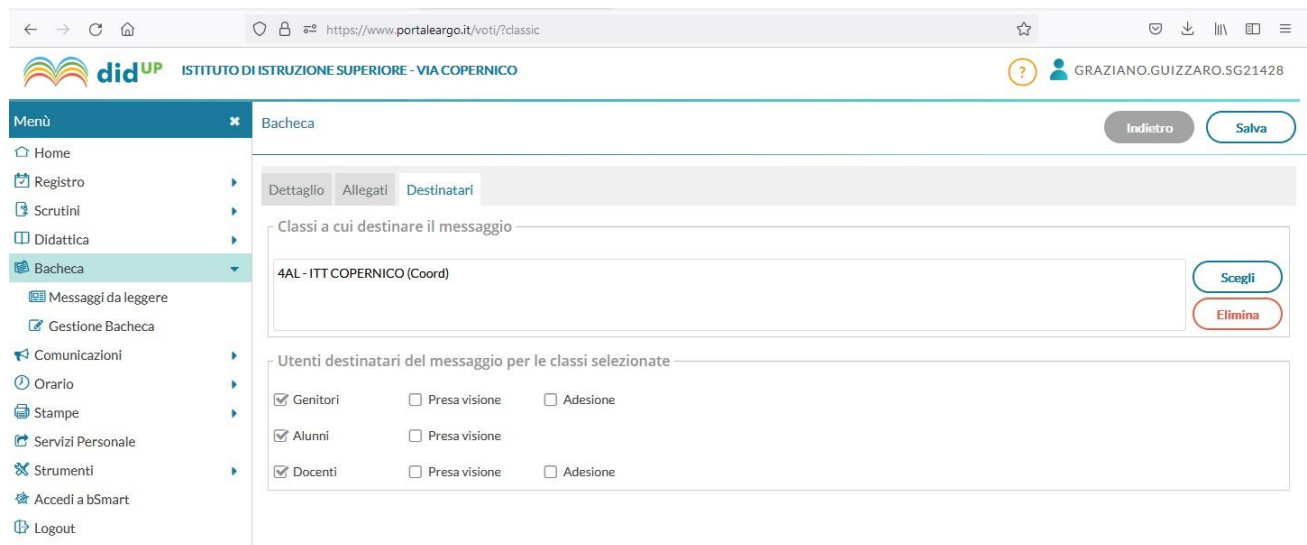 https://www.portaleargo.it/voti/?classic
didUP ISTITUTO DI ISTRUZIONE SUPERIORE - VIA COPERNICO ? GRAZIANO.GUIZZARO.SG21428
Menù
Home
Registro
Scrutini
Didattica
Bacheca
Messaggi da leggere
Gestione Bacheca
Comunicazioni
Orario
Stampe
Servizi Personale
Strumenti
Accedi a bSmart
Logout
Bacheca Indietro Salva
Dettaglio Allegati Destinatari
Classi a cui destinare il messaggio
4AL - ITT COPERNICO (Coord)
Scegli
Elimina
Utenti destinatari del messaggio per le classi selezionate
Genitori Presa visione Adesione
Alunni Presa visione
Docenti Presa visione Adesione